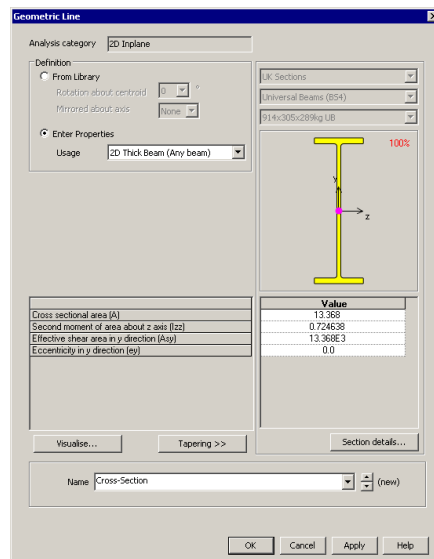 Geometric Line
Analysis category 2D Inplane
Definition
From Library
Rotation about centroid 0 °
Mirrored about axis None
Enter Properties
Usage 2D Thick Beam (Any beam)
UK Sections
Universal Beams (BS4)
914x305x289kg UB
100%
y
z
Value
Cross sectional area (A) 13.368
Second moment of area about z axis (Izz) 0.724638
Effective shear area in y direction (Asy) 13.368E3
Eccentricity in y direction (ey) 0.0
Visualise... Tapering >> Section details...
Name Cross-Section (new)
OK Cancel Apply Help